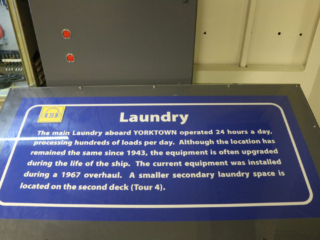 Laundry
The main Laundry aboard YORKTOWN operated 24 hours a day,
processing hundreds of loads per day. Although the location has
remained the same since 1943, the equipment is often upgraded
during the life of the ship. The current equipment was installed
during a 1967 overhaul. A smaller secondary laundry space is
located on the second deck (Tour 4).